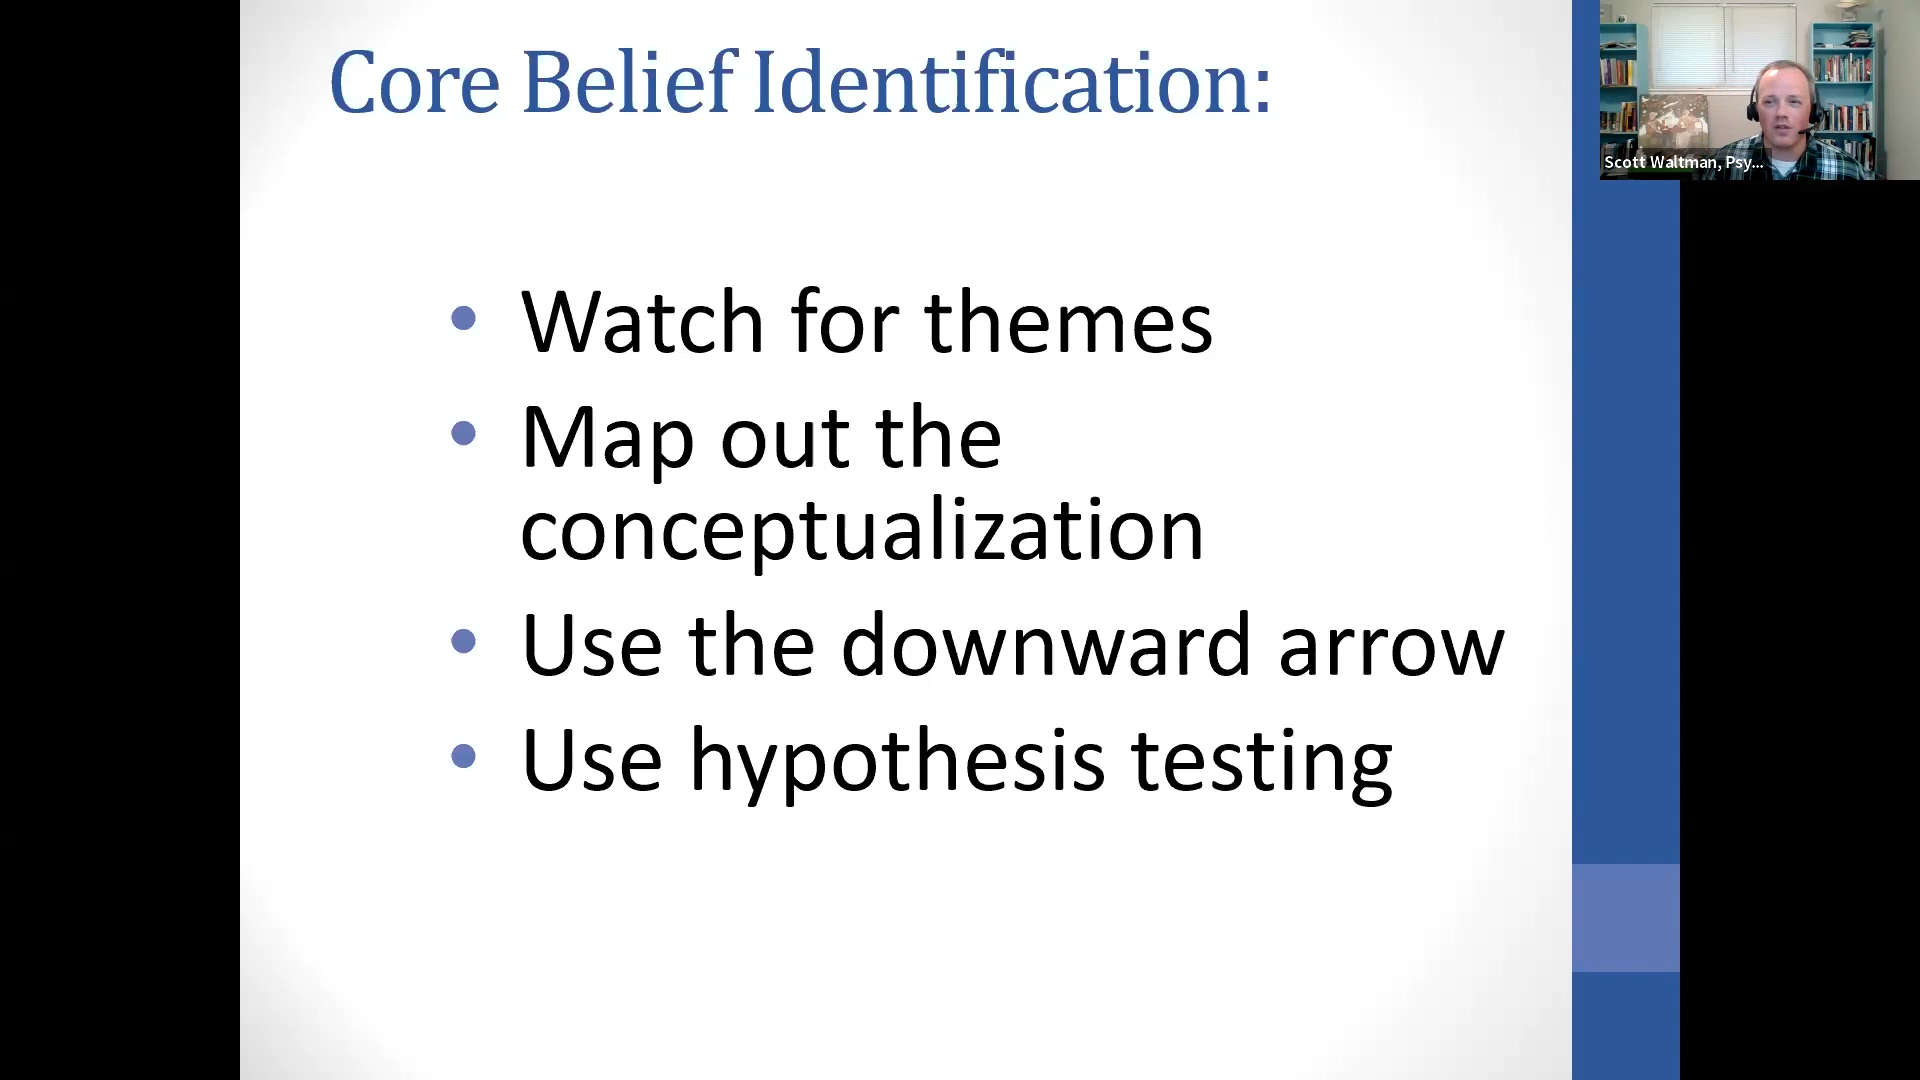 Core Belief Identification:
• Watch for themes
• Map out the
conceptualization
• Use the downward arrow
• Use hypothesis testing
Scott Waltman, Psy...